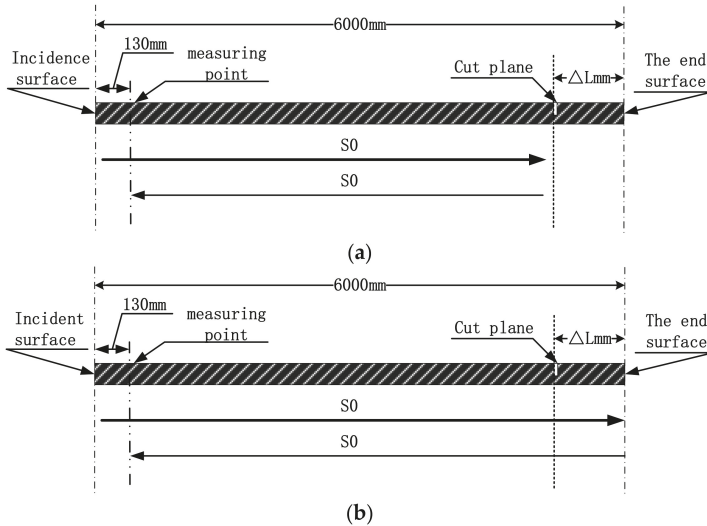 6000mm
130mm
Incidence
surface
measuring
point
Cut plane
△Lmm
The end
surface
S0
S0
(a)
6000mm
130mm
Incident
surface
measuring
point
Cut plane
△Lmm
The end
surface
S0
S0
(b)